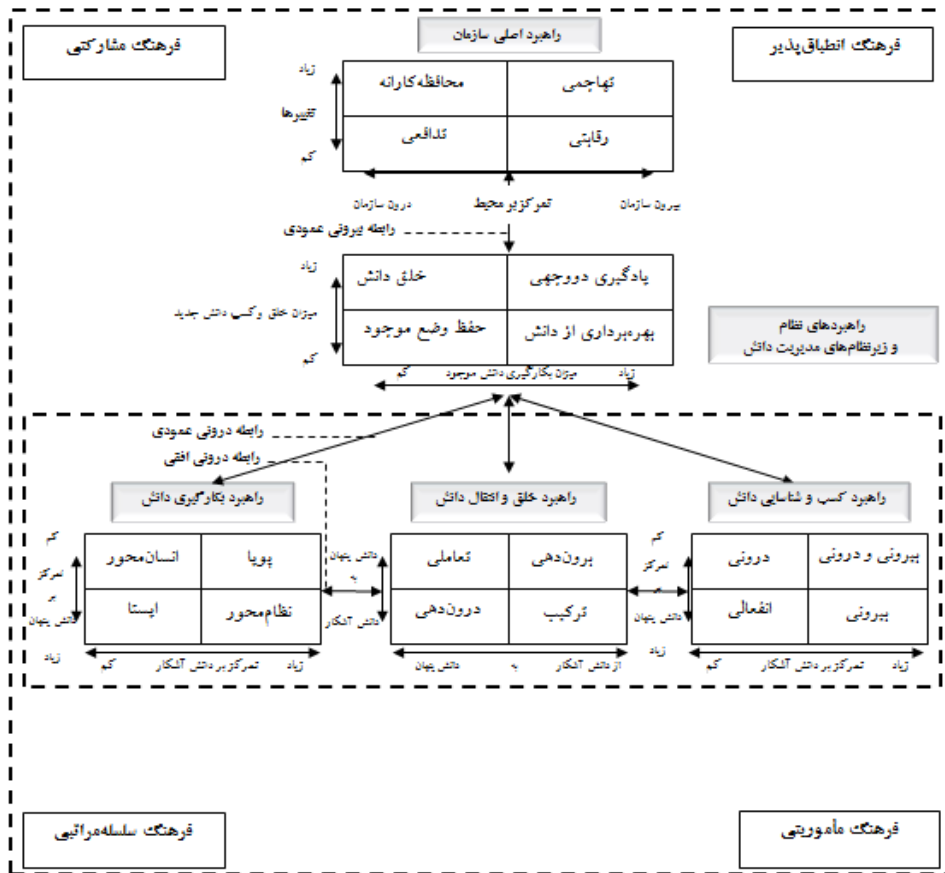 راهبرد اصلی سازمان
فرهنگ انطباق‌پذیر
فرهنگ مشارکتی
زیاد
تغییرها
کم
تهاجمی
محافظه‌کارانه
رقابتی
تدافعی
بیرون سازمان
تمرکز بر محیط
درون سازمان
رابطه بیرونی عمودی
زیاد
میزان خلق و کسب دانش جدید
کم
یادگیری دووجهی
خلق دانش
بهره‌برداری از دانش
حفظ وضع موجود
زیاد
میزان بکارگیری دانش موجود
کم
راهبردهای نظام
و زیرنظام‌های مدیریت دانش
رابطه درونی عمودی
رابطه درونی افقی
راهبرد کسب و شناسایی دانش
راهبرد خلق و انتقال دانش
راهبرد بکارگیری دانش
بیرونی و درونی
درونی
بیرونی
انفعالی
کم
تمرکز
بر
دانش پنهان
زیاد
زیاد
تمرکز بر دانش آشکار
کم
برون‌دهی
تعاملی
ترکیب
درون‌دهی
دانش پنهان
به
دانش آشکار
از دانش آشکار
به
دانش پنهان
پویا
انسان‌محور
نظام‌محور
ایستا
کم
تمرکز
بر
دانش پنهان
زیاد
زیاد
تمرکز بر دانش آشکار
کم
فرهنگ مأموریتی
فرهنگ سلسله‌مراتبی